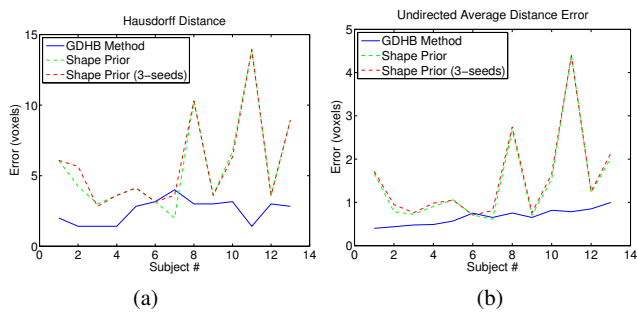 Hausdorff Distance
GDHB Method
Shape Prior
Shape Prior (3-seeds)
Error (voxels)
15
10
5
0
0 2 4 6 8 10 12 14
Subject #
(a)
Undirected Average Distance Error
GDHB Method
Shape Prior
Shape Prior (3-seeds)
Error (voxels)
5
4
3
2
1
0
0 2 4 6 8 10 12 14
Subject #
(b)